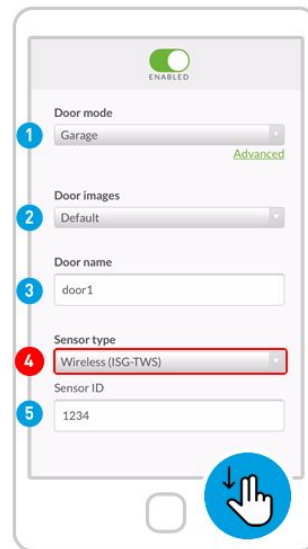 ENABLED
Door mode
1 Garage
Advanced
Door images
2 Default
Door name
3 door1
Sensor type
4 Wireless (ISG-TWS)
Sensor ID
5 1234